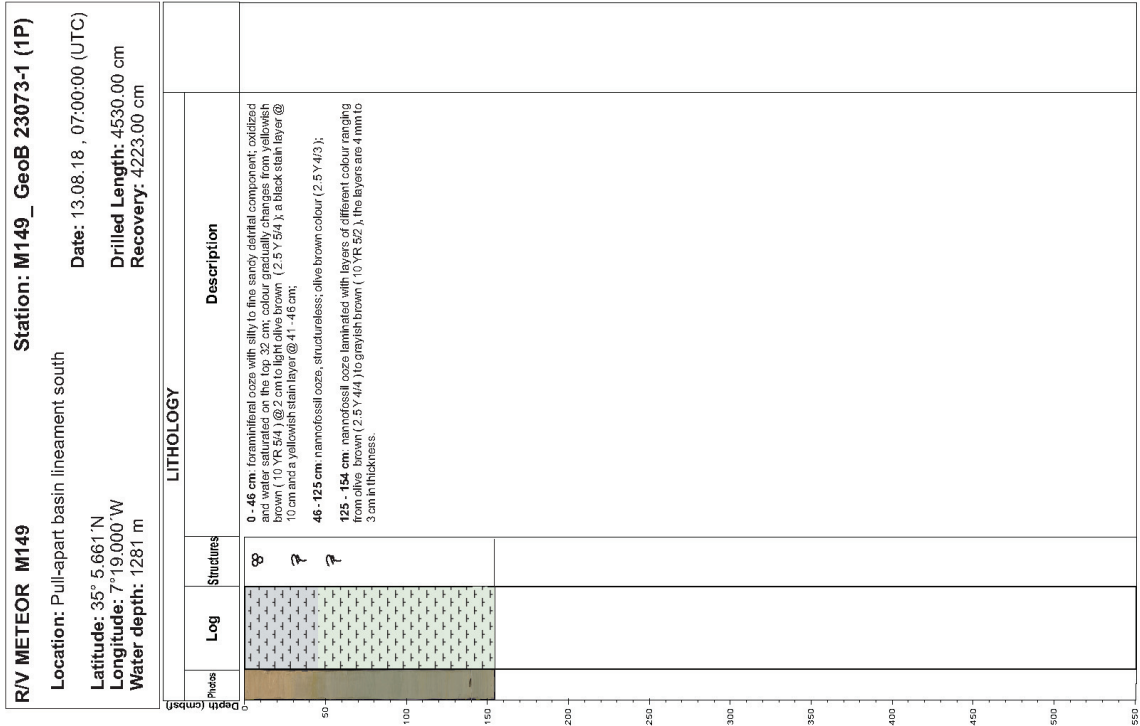 R/V METEOR M149 Station: M149_ GeoB 23073-1 (1P)
Location: Pull-apart basin lineament south
Date: 13.08.18 , 07:00:00 (UTC)
Latitude: 35° 5.661´N
Longitude: 7°19.000´W
Water depth: 1281 m
Drilled Length: 4530.00 cm
Recovery: 4223.00 cm
LITHOLOGY
Depth (cmbsf)
Photos
Log
Structures
Description
0 - 46 cm: foraminiferal ooze with silty to fine sandy detrital component; oxidized
and water saturated on the top 32 cm; colour gradually changes from yellowish
brown ( 10 YR 5/4 ) @ 2 cm to light olive brown ( 2.5 Y 5/4 ); a black stain layer @
10 cm and a yellowish stain layer @ 41 - 46 cm;
46 - 125 cm: nannofossil ooze, structureless; olive brown colour ( 2.5 Y 4/3 );
125 - 154 cm: nannofossil ooze laminated with layers of different colour ranging
from olive brown ( 2.5 Y 4/4 ) to grayish brown ( 10 YR 5/2 ), the layers are 4 mm to
3 cm in thickness.
0
50
100
150
200
250
300
350
400
450
500
550